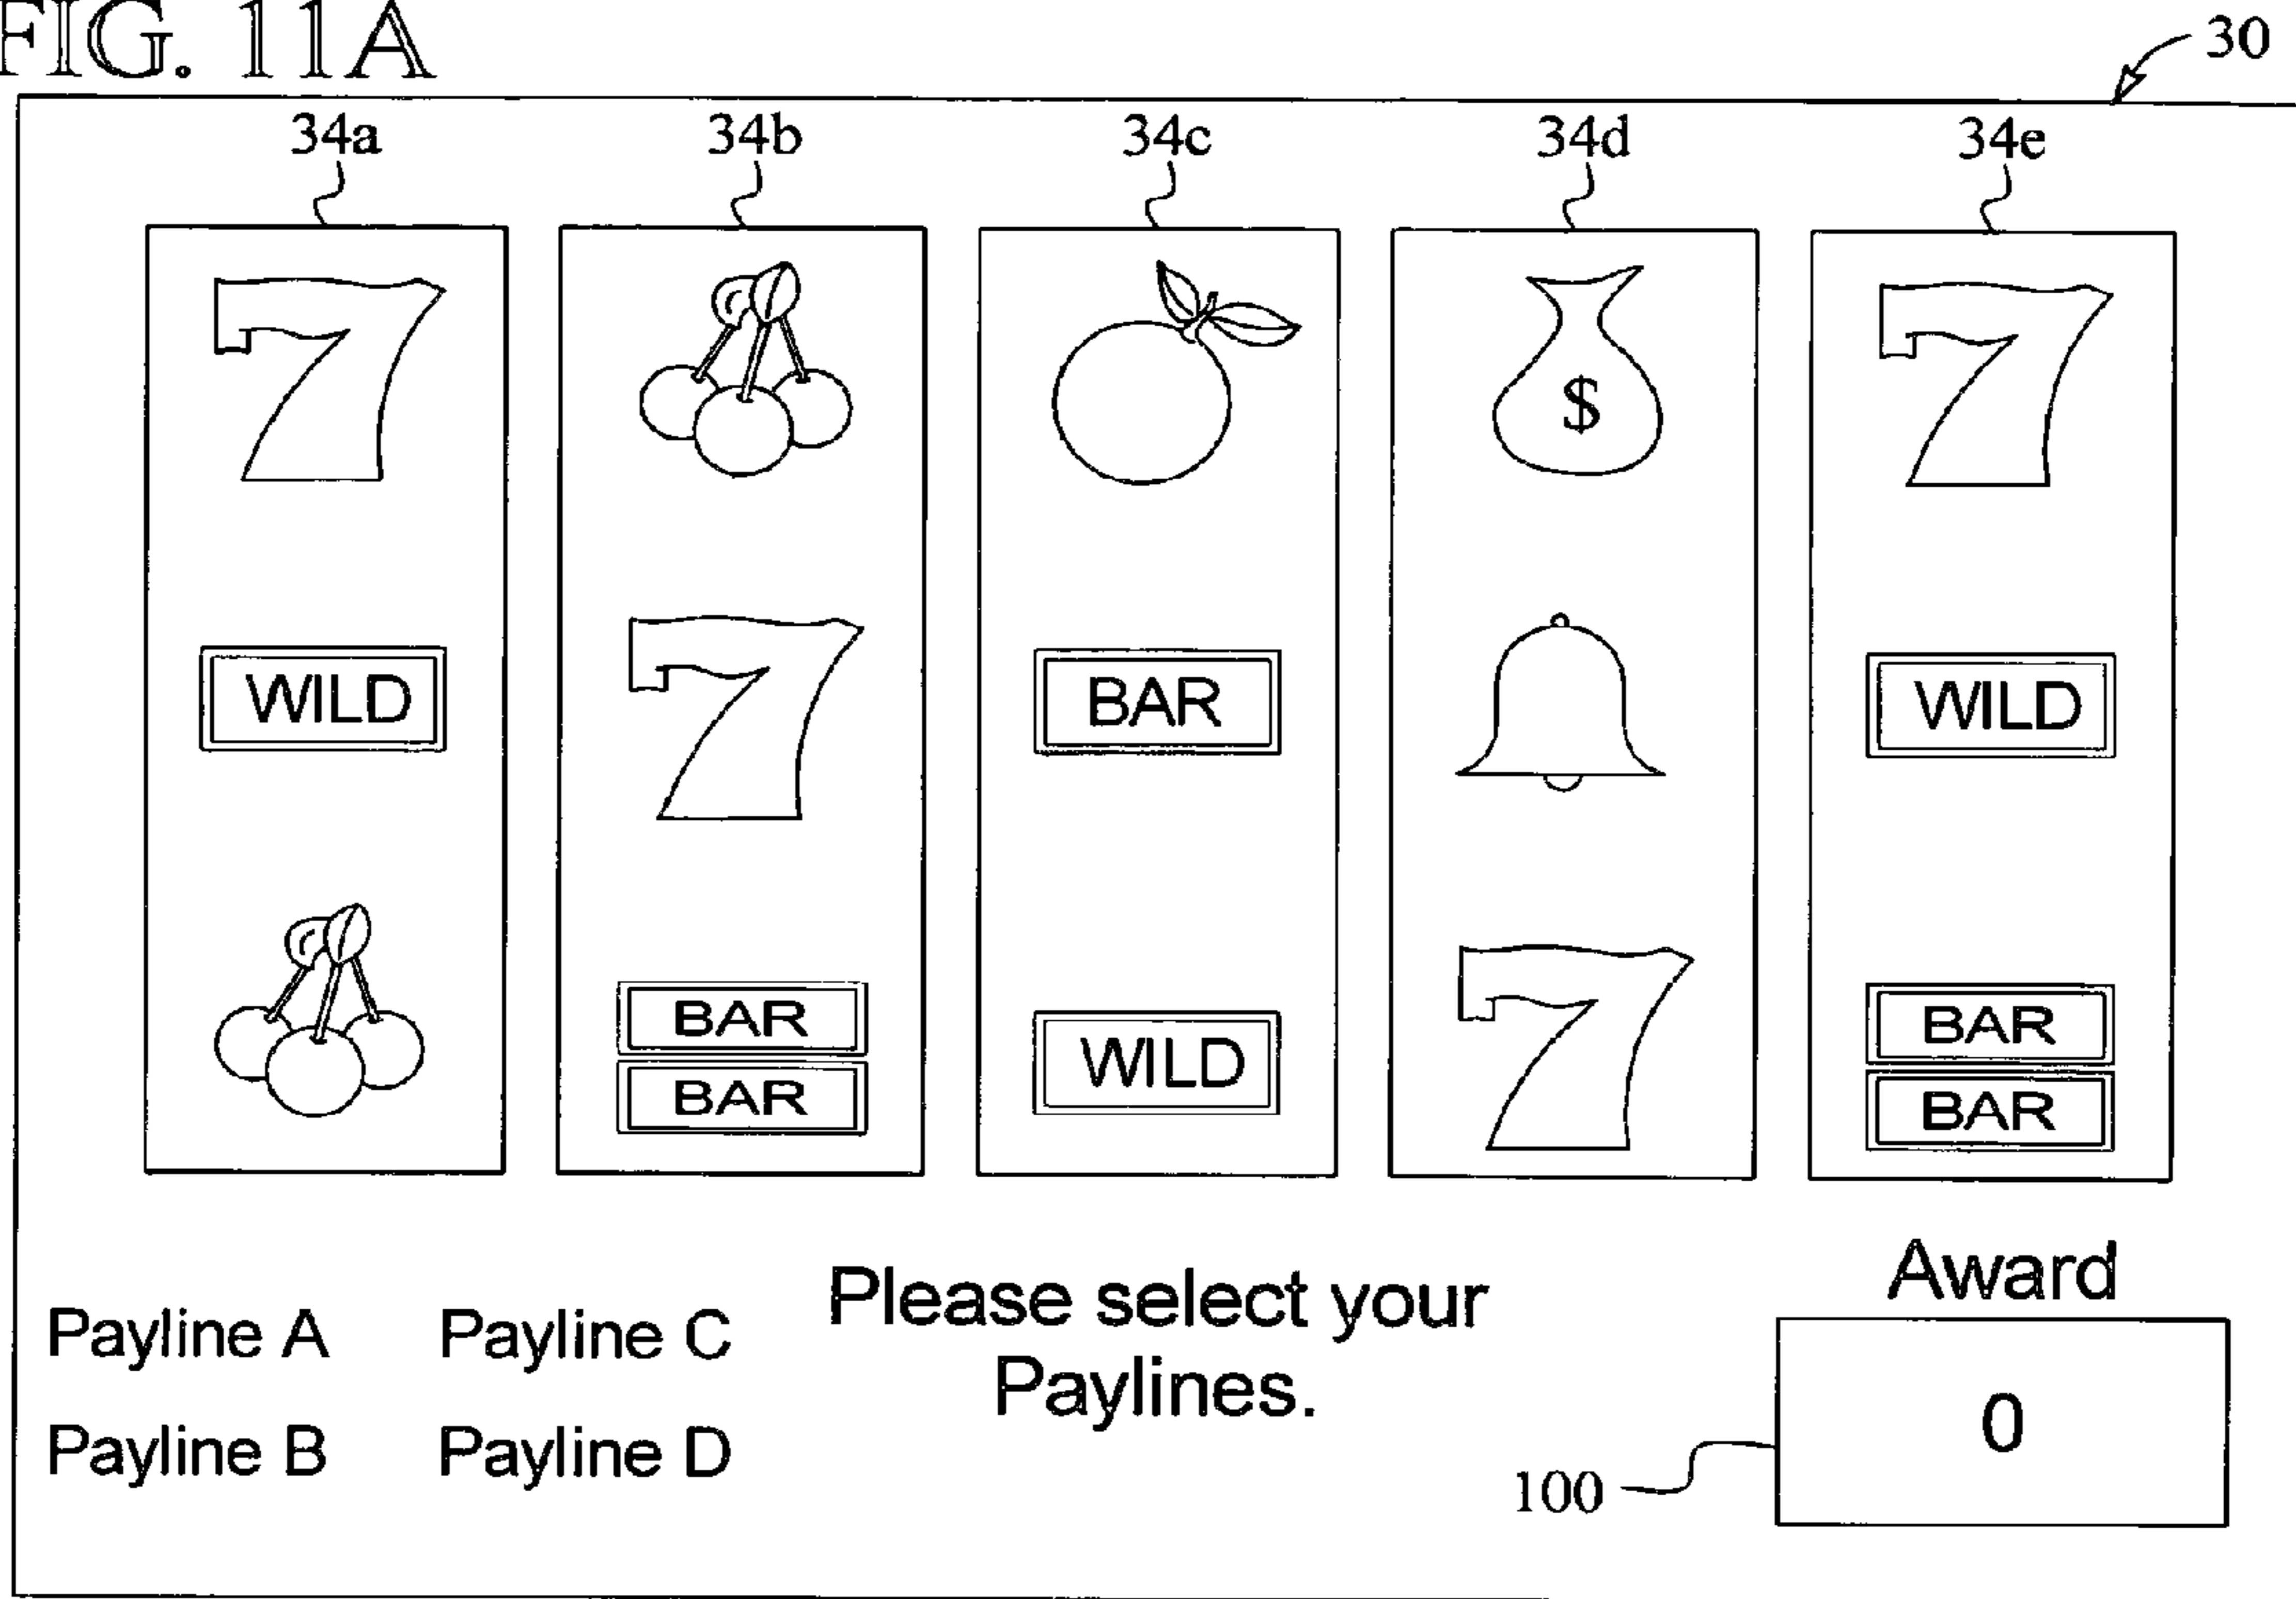 FIG. 11A
30
34a 34b 34c 34d 34e
7 7
$
7
WILD BAR WILD
7
BAR WILD BAR
BAR BAR
Please select your
Paylines.
Award
Payline A Payline C
Payline B Payline D
0
100